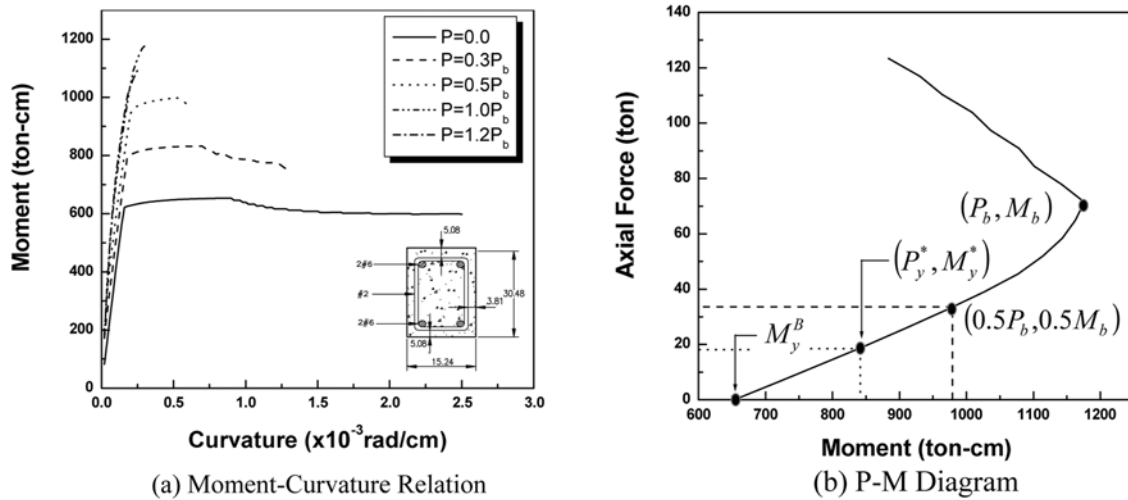 Moment (ton-cm)
1200
1000
800
600
400
200
0
0.0
0.5
1.0
1.5
2.0
2.5
3.0
Curvature (x10⁻³rad/cm)
P=0.0
P=0.3P_b
P=0.5P_b
P=1.0P_b
P=1.2P_b
5.08
2#6
#2
2#6
3.81
30.48
5.08
15.24
(a) Moment-Curvature Relation
Axial Force (ton)
140
120
100
80
60
40
20
0
600
700
800
900
1000
1100
1200
Moment (ton-cm)
(P_b, M_b)
(P_y^*, M_y^*)
(0.5P_b, 0.5M_b)
M_y^B
(b) P-M Diagram